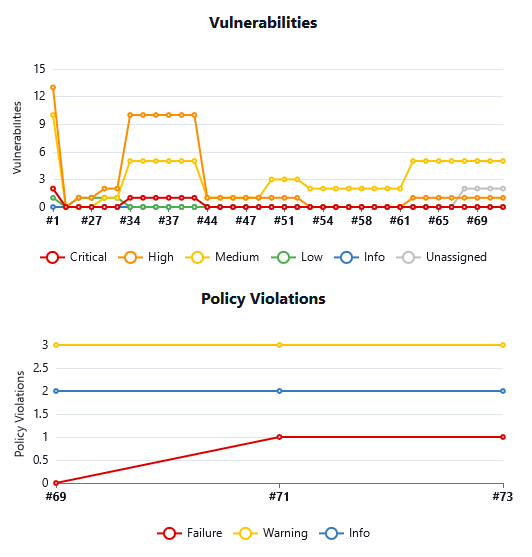 Vulnerabilities
15
12
9
6
3
0
Vulnerabilities
#1 #27 #34 #37 #44 #47 #51 #54 #58 #61 #65 #69
Critical High Medium Low Info Unassigned
Policy Violations
3
2.5
2
1.5
1
0.5
0
Policy Violations
#69 #71 #73
Failure Warning Info